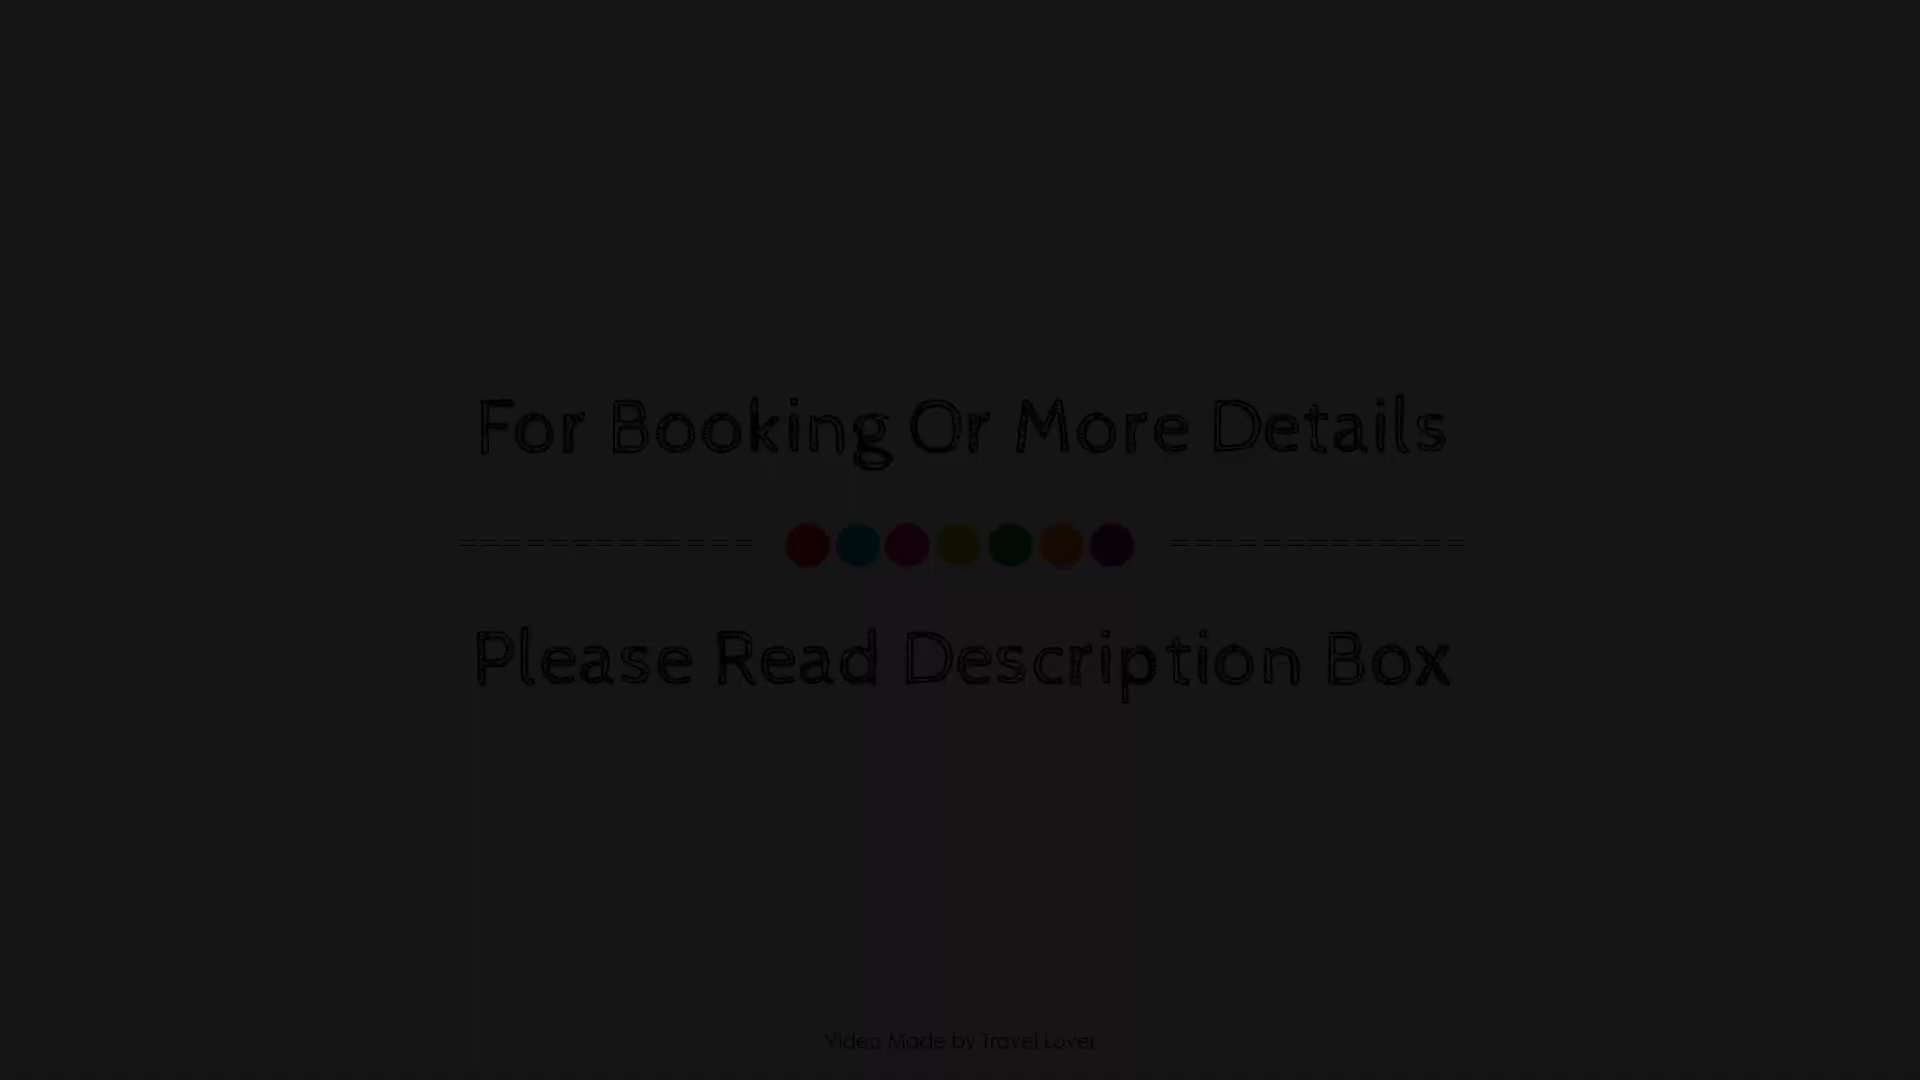 For Booking Or More Details
============= =============
Please Read Description Box
Video Made by Travel Lover